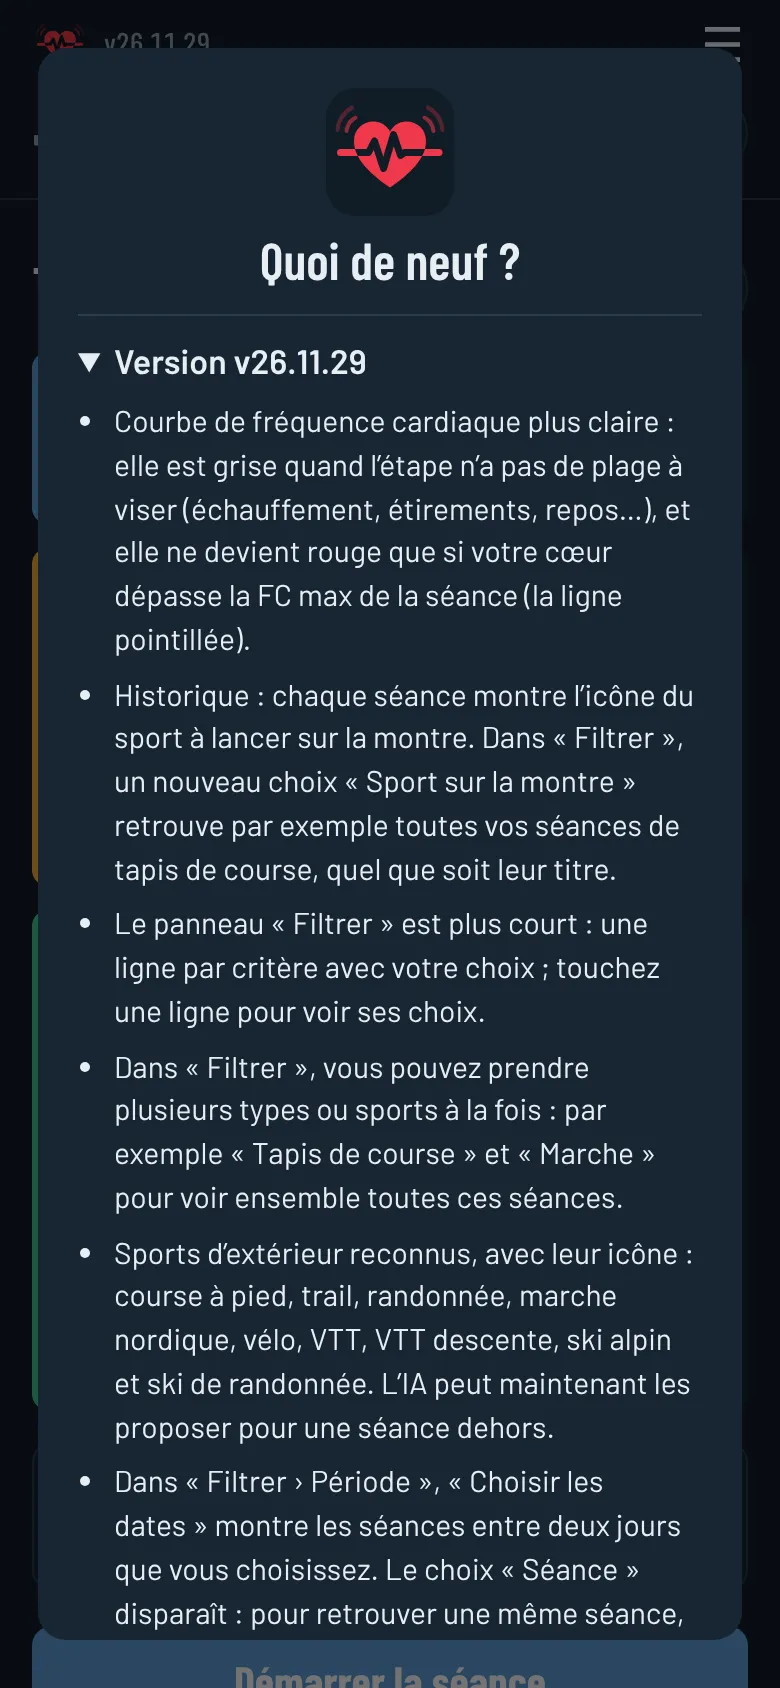 v26.11.29
Quoi de neuf ?
▼ Version v26.11.29
• Courbe de fréquence cardiaque plus claire :
elle est grise quand l’étape n’a pas de plage à
viser (échauffement, étirements, repos…), et
elle ne devient rouge que si votre cœur
dépasse la FC max de la séance (la ligne
pointillée).
• Historique : chaque séance montre l’icône du
sport à lancer sur la montre. Dans « Filtrer »,
un nouveau choix « Sport sur la montre »
retrouve par exemple toutes vos séances de
tapis de course, quel que soit leur titre.
• Le panneau « Filtrer » est plus court : une
ligne par critère avec votre choix ; touchez
une ligne pour voir ses choix.
• Dans « Filtrer », vous pouvez prendre
plusieurs types ou sports à la fois : par
exemple « Tapis de course » et « Marche »
pour voir ensemble toutes ces séances.
• Sports d’extérieur reconnus, avec leur icône :
course à pied, trail, randonnée, marche
nordique, vélo, VTT, VTT descente, ski alpin
et ski de randonnée. L’IA peut maintenant les
proposer pour une séance dehors.
• Dans « Filtrer › Période », « Choisir les
dates » montre les séances entre deux jours
que vous choisissez. Le choix « Séance »
disparaît : pour retrouver une même séance,
Démarrer la séance